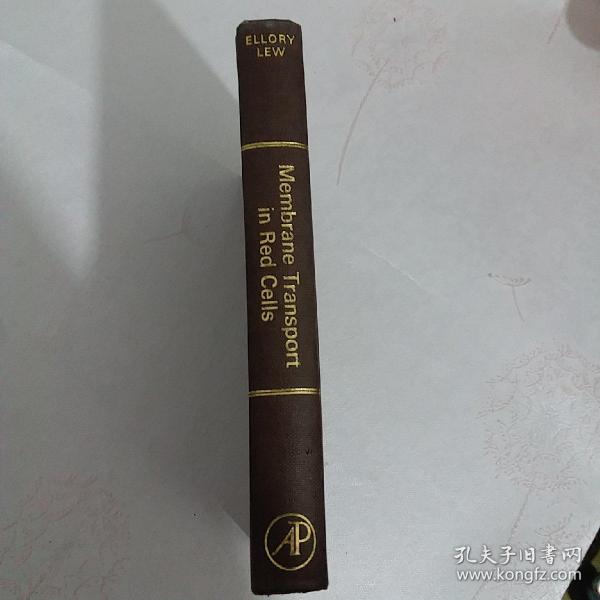 ELLORY
LEW
Membrane Transport
in Red Cells
AP
孔夫子旧书网
www.kongfz.com